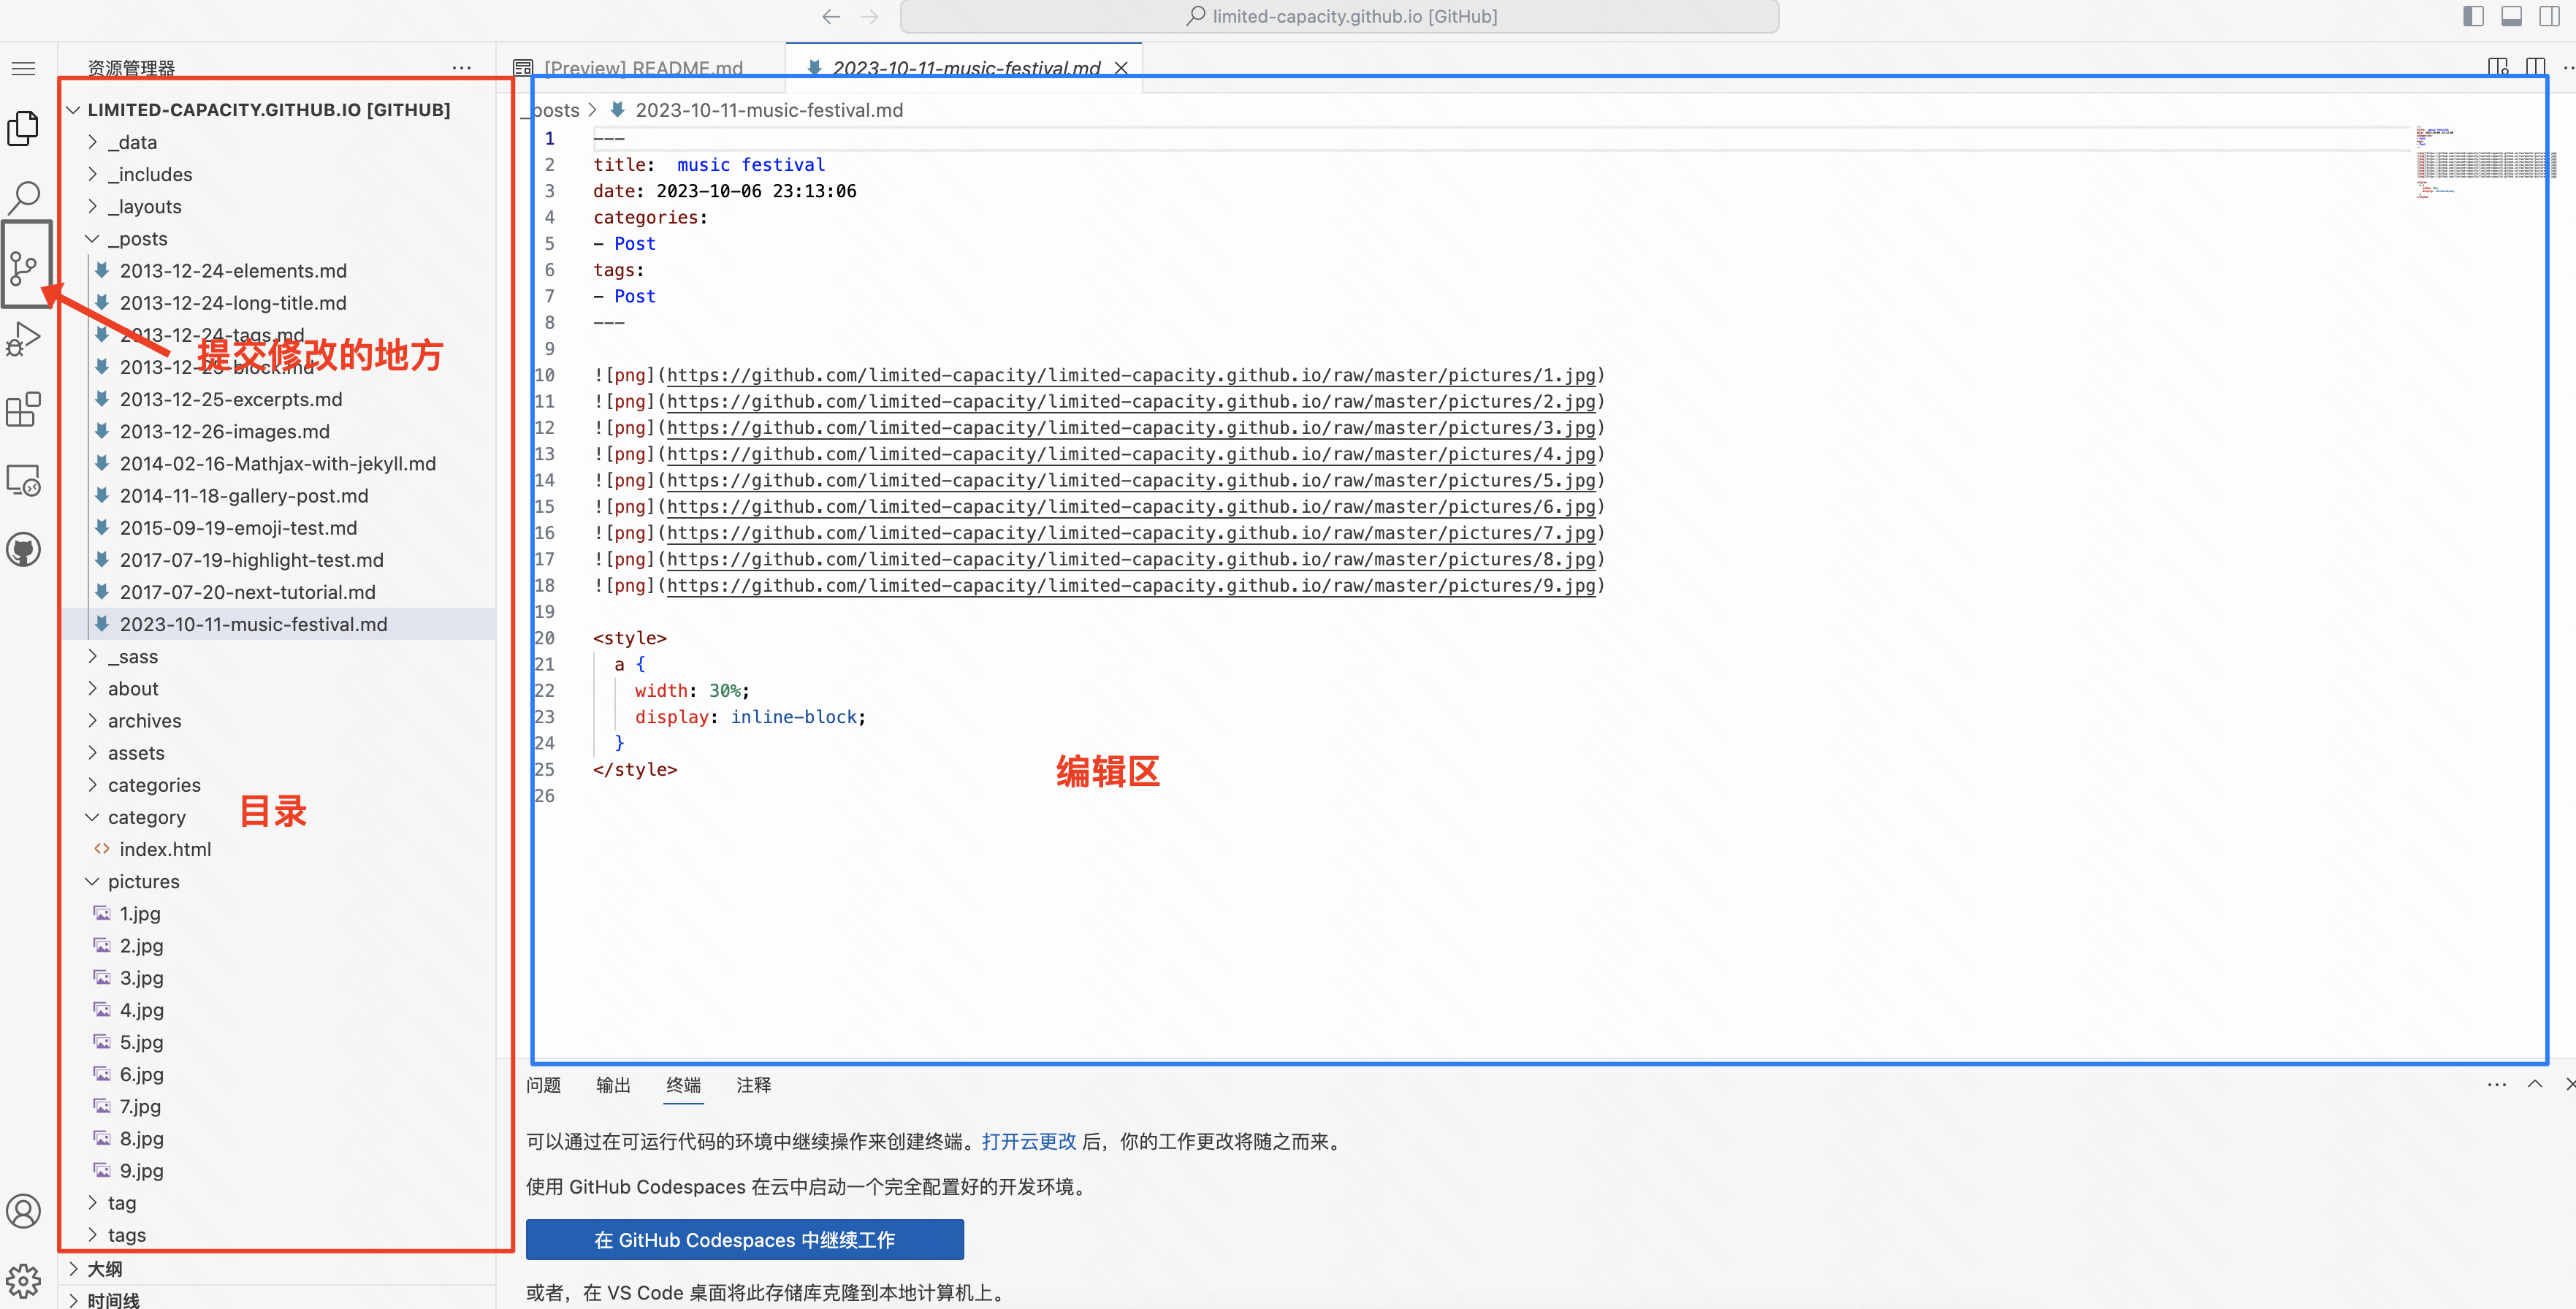 limited-capacity.github.io [GitHub]
资源管理器
[Preview] README.md
2023-10-11-music-festival.md
LIMITED-CAPACITY.GITHUB.IO [GITHUB]
_data
_includes
_layouts
_posts
2013-12-24-elements.md
2013-12-24-long-title.md
2013-12-24-tags.md
2013-12-25-block.md
2013-12-25-excerpts.md
2013-12-26-images.md
2014-02-16-Mathjax-with-jekyll.md
2014-11-18-gallery-post.md
2015-09-19-emoji-test.md
2017-07-19-highlight-test.md
2017-07-20-next-tutorial.md
2023-10-11-music-festival.md
_sass
about
archives
assets
categories
category
index.html
pictures
1.jpg
2.jpg
3.jpg
4.jpg
5.jpg
6.jpg
7.jpg
8.jpg
9.jpg
tag
tags
大纲
时间线
提交修改的地方
目录
_posts > 2023-10-11-music-festival.md
1 ---
2 title:  music festival
3 date: 2023-10-06 23:13:06
4 categories:
5 - Post
6 tags:
7 - Post
8 ---
9
10 ![png](https://github.com/limited-capacity/limited-capacity.github.io/raw/master/pictures/1.jpg)
11 ![png](https://github.com/limited-capacity/limited-capacity.github.io/raw/master/pictures/2.jpg)
12 ![png](https://github.com/limited-capacity/limited-capacity.github.io/raw/master/pictures/3.jpg)
13 ![png](https://github.com/limited-capacity/limited-capacity.github.io/raw/master/pictures/4.jpg)
14 ![png](https://github.com/limited-capacity/limited-capacity.github.io/raw/master/pictures/5.jpg)
15 ![png](https://github.com/limited-capacity/limited-capacity.github.io/raw/master/pictures/6.jpg)
16 ![png](https://github.com/limited-capacity/limited-capacity.github.io/raw/master/pictures/7.jpg)
17 ![png](https://github.com/limited-capacity/limited-capacity.github.io/raw/master/pictures/8.jpg)
18 ![png](https://github.com/limited-capacity/limited-capacity.github.io/raw/master/pictures/9.jpg)
19
20 <style>
21 a {
22 width: 30%;
23 display: inline-block;
24 }
25 </style>
26
编辑区
问题 输出 终端 注释
可以通过在可运行代码的环境中继续操作来创建终端。打开云更改 后，你的工作更改将随之而来。
使用 GitHub Codespaces 在云中启动一个完全配置好的开发环境。
在 GitHub Codespaces 中继续工作
或者，在 VS Code 桌面将此存储库克隆到本地计算机上。